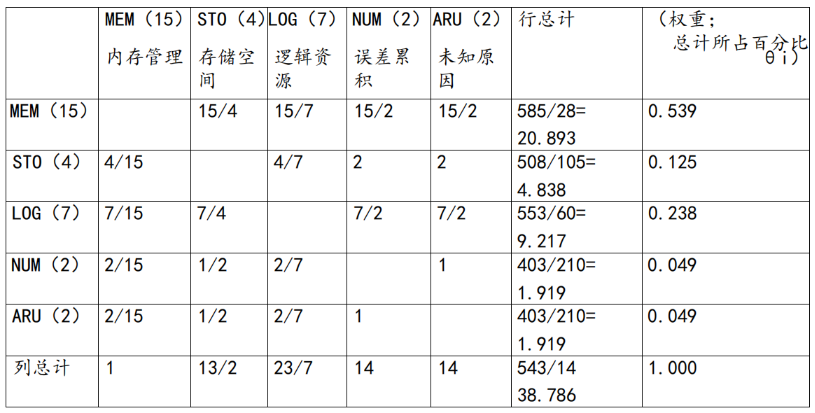 MEM（15） STO（4） LOG（7） NUM（2） ARU（2） 行总计 （权重；
内存管理 存储空间 逻辑资源 误差累积 未知原因 总计所占百分比θi）
MEM（15） 15/4 15/7 15/2 15/2 585/28= 0.539
20.893
STO（4） 4/15 4/7 2 2 508/105= 0.125
4.838
LOG（7） 7/15 7/4 7/2 7/2 553/60= 0.238
9.217
NUM（2） 2/15 1/2 2/7 1 403/210= 0.049
1.919
ARU（2） 2/15 1/2 2/7 1 403/210= 0.049
1.919
列总计 1 13/2 23/7 14 14 543/14 1.000
38.786